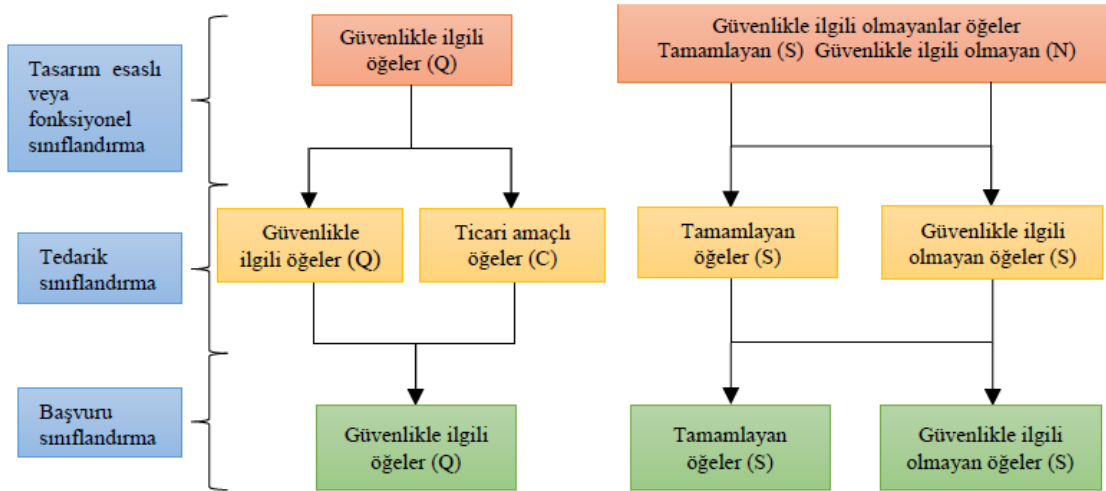 Tasarım esaslı
veya
fonksiyonel
sınıflandırma
Güvenlikle ilgili
öğeler (Q)
Güvenlikle ilgili olmayanlar öğeler
Tamamlayan (S) Güvenlikle ilgili olmayan (N)
Tedarik
sınıflandırma
Güvenlikle
ilgili öğeler (Q)
Ticari amaçlı
öğeler (C)
Tamamlayan
öğeler (S)
Güvenlikle ilgili
olmayan öğeler (S)
Başvuru
sınıflandırma
Güvenlikle ilgili
öğeler (Q)
Tamamlayan
öğeler (S)
Güvenlikle ilgili
olmayan öğeler (S)